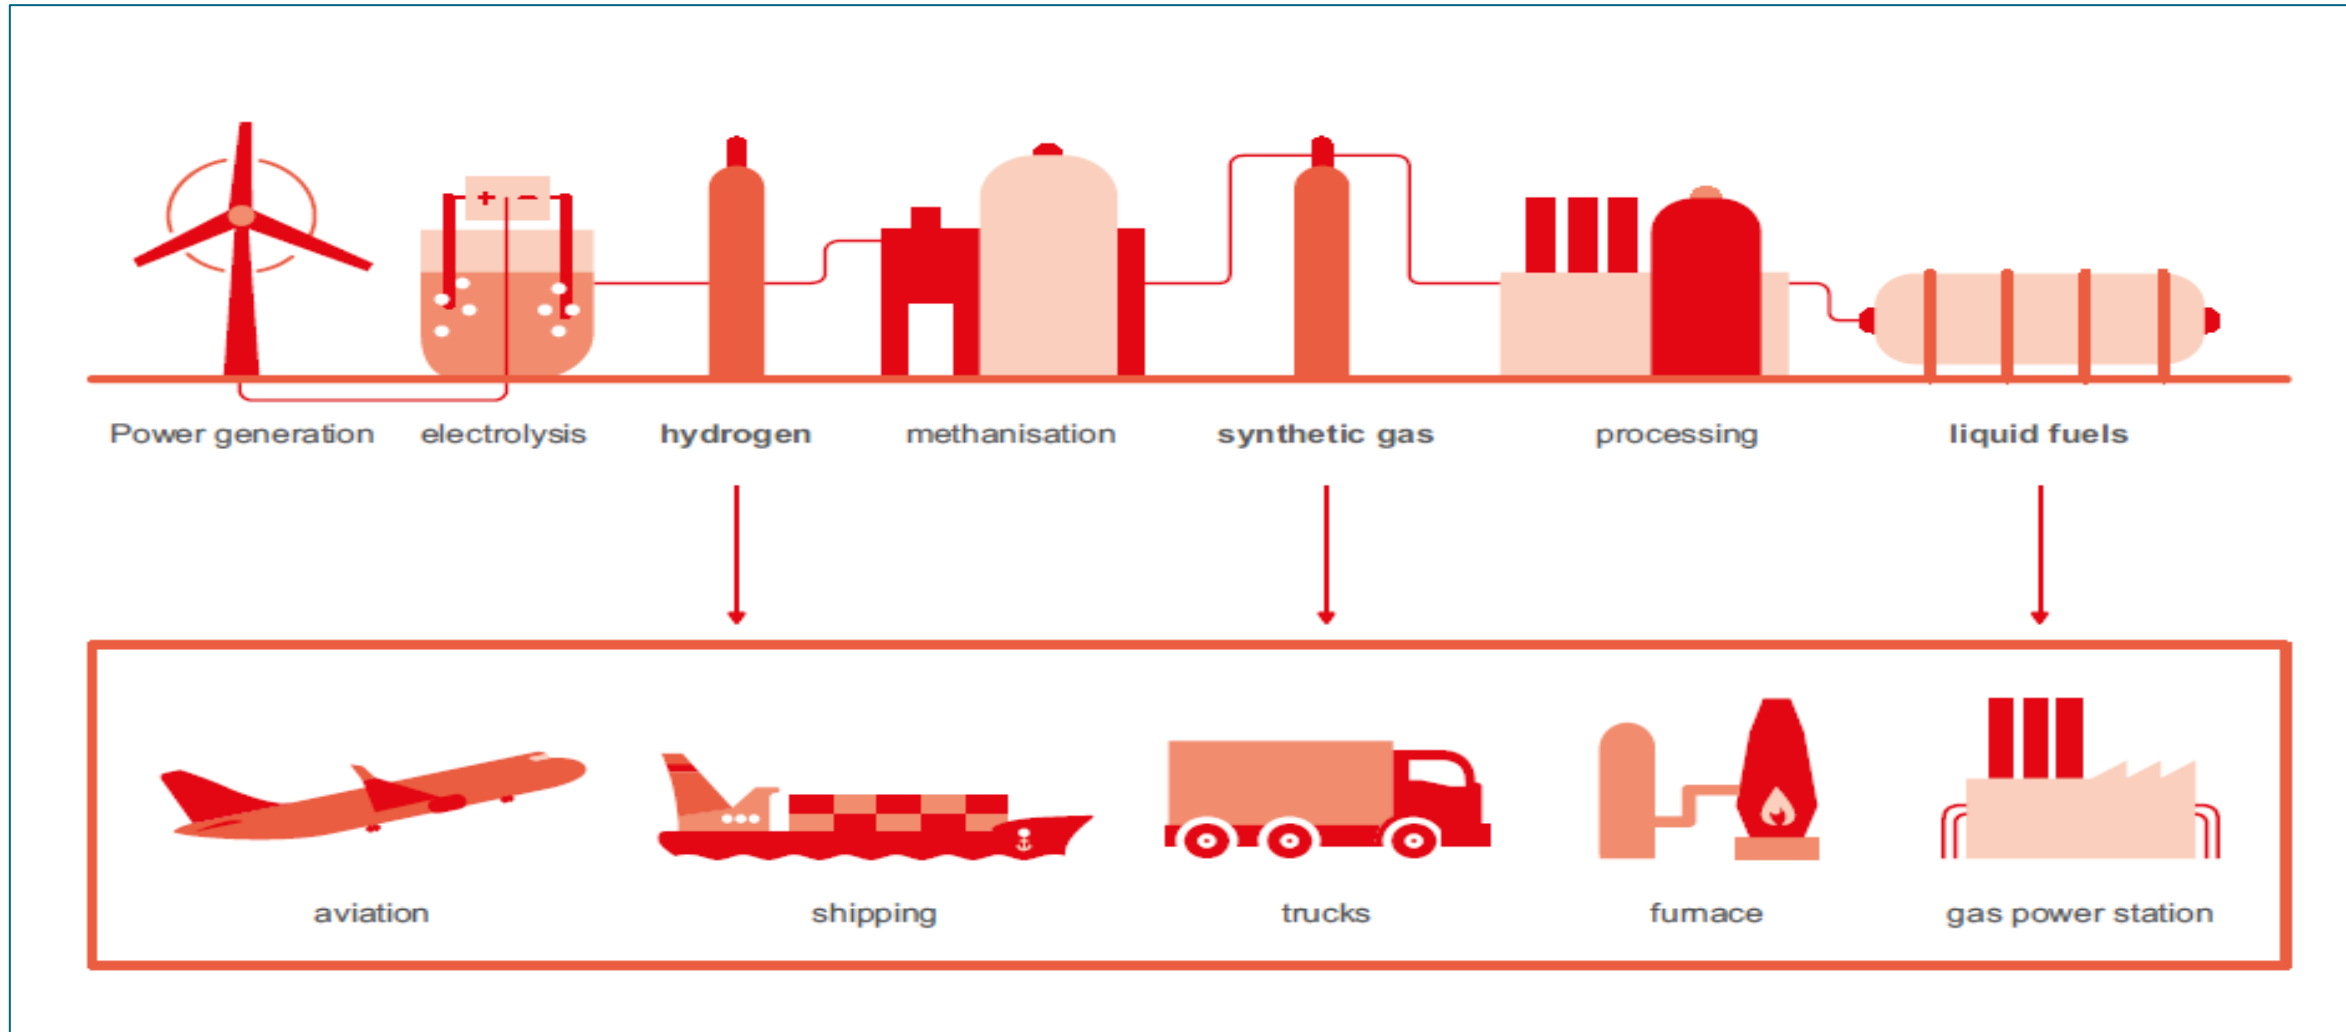 + −
Power generation electrolysis hydrogen methanisation synthetic gas processing liquid fuels
aviation shipping trucks furnace gas power station